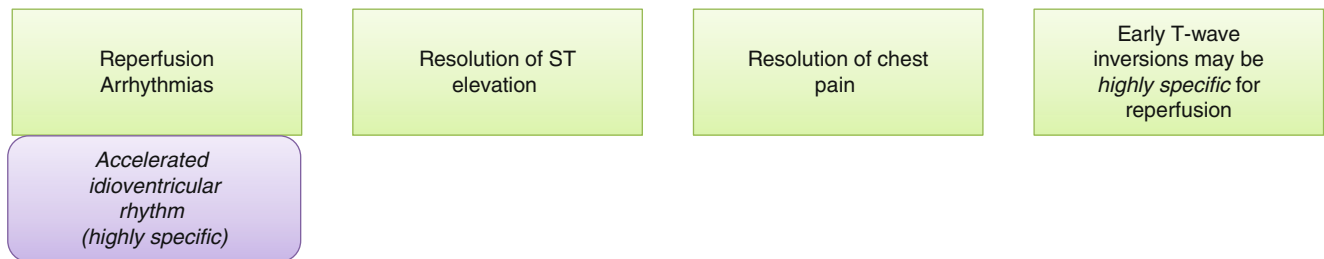 Reperfusion
Arrhythmias
Accelerated
idioventricular
rhythm
(highly specific)
Resolution of ST
elevation
Resolution of chest
pain
Early T-wave
inversions may be
highly specific for
reperfusion